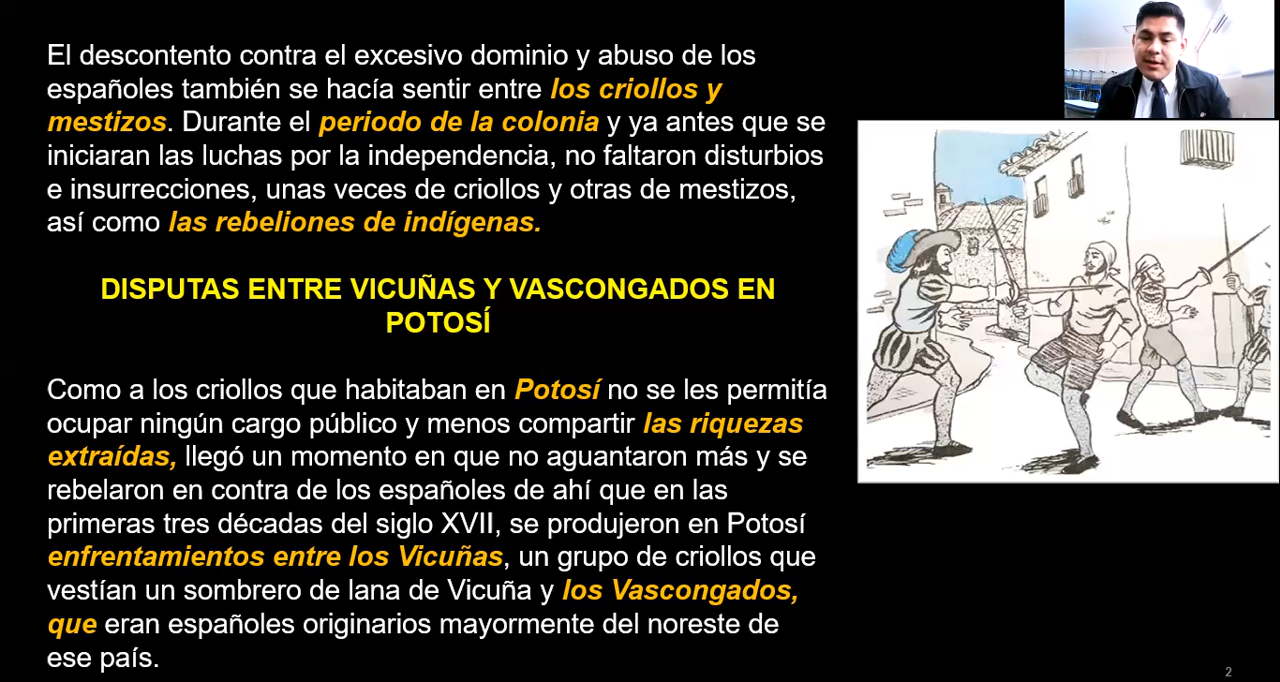 El descontento contra el excesivo dominio y abuso de los
españoles también se hacía sentir entre los criollos y
mestizos. Durante el periodo de la colonia y ya antes que se
iniciaran las luchas por la independencia, no faltaron disturbios
e insurrecciones, unas veces de criollos y otras de mestizos,
así como las rebeliones de indígenas.
DISPUTAS ENTRE VICUÑAS Y VASCONGADOS EN
POTOSÍ
Como a los criollos que habitaban en Potosí no se les permitía
ocupar ningún cargo público y menos compartir las riquezas
extraídas, llegó un momento en que no aguantaron más y se
rebelaron en contra de los españoles de ahí que en las
primeras tres décadas del siglo XVII, se produjeron en Potosí
enfrentamientos entre los Vicuñas, un grupo de criollos que
vestían un sombrero de lana de Vicuña y los Vascongados,
que eran españoles originarios mayormente del noreste de
ese país.
2